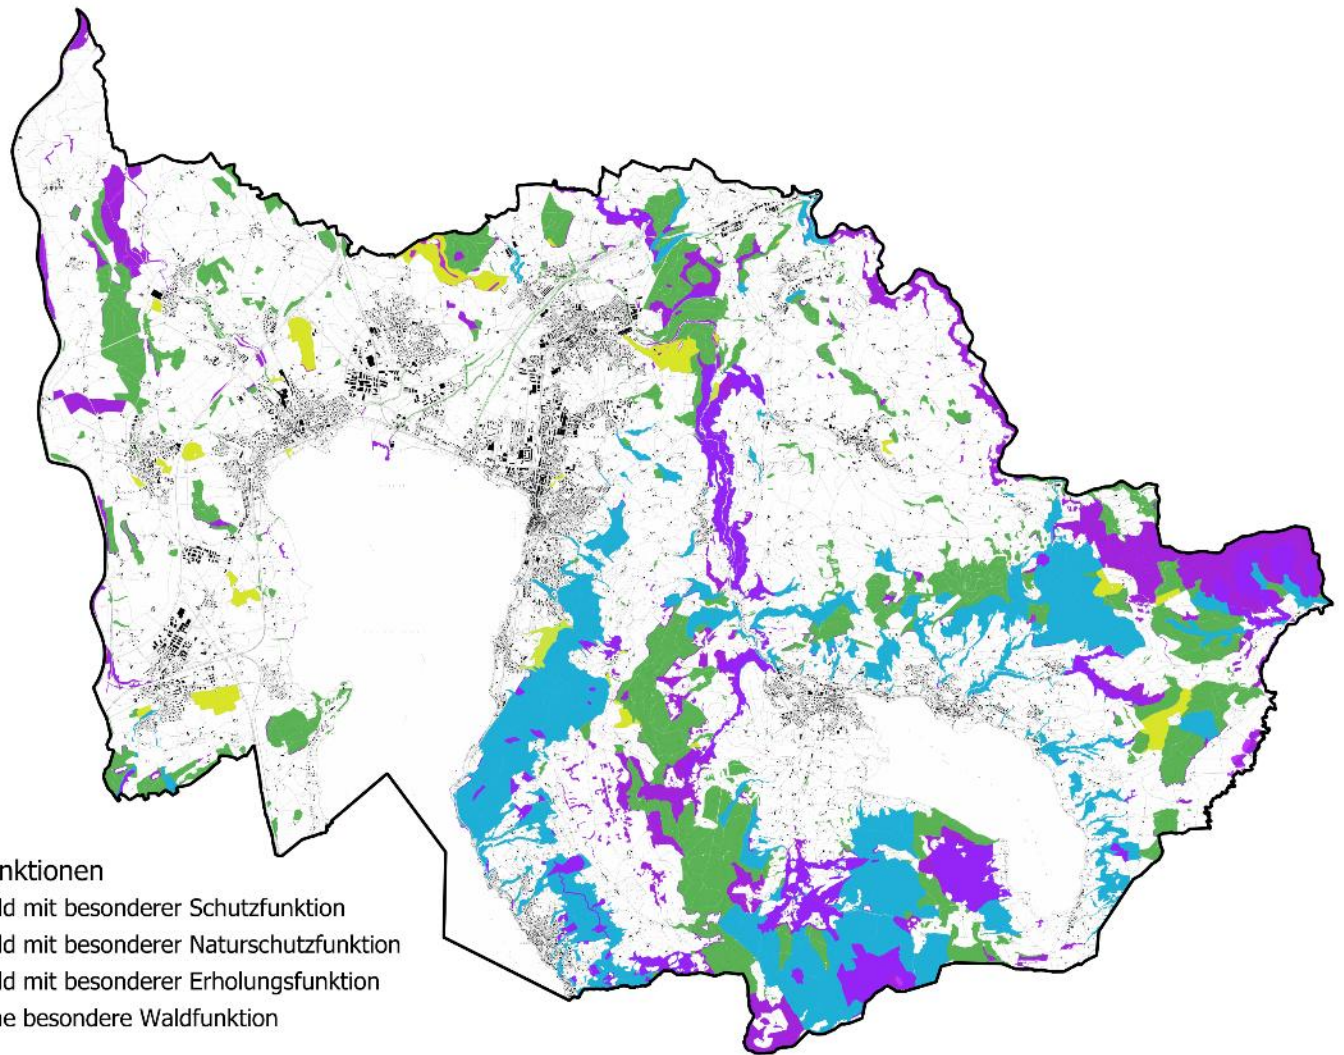 nktionen
ld mit besonderer Schutzfunktion
ld mit besonderer Naturschutzfunktion
ld mit besonderer Erholungsfunktion
ne besondere Waldfunktion